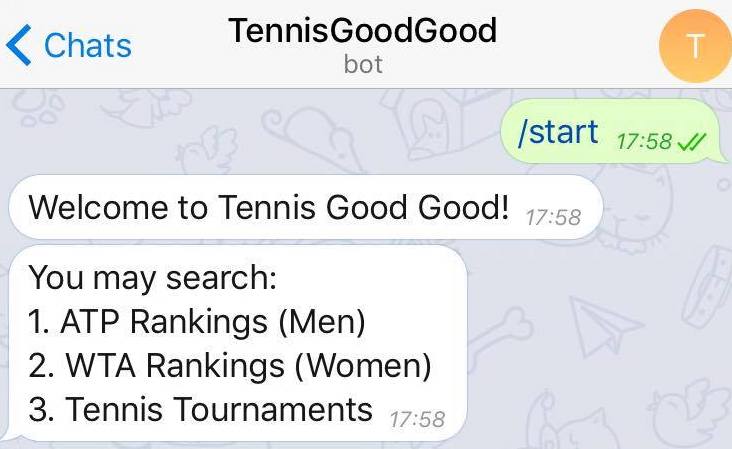 Chats
TennisGoodGood
bot
T
/start 17:58
Welcome to Tennis Good Good! 17:58
You may search:
1. ATP Rankings (Men)
2. WTA Rankings (Women)
3. Tennis Tournaments 17:58